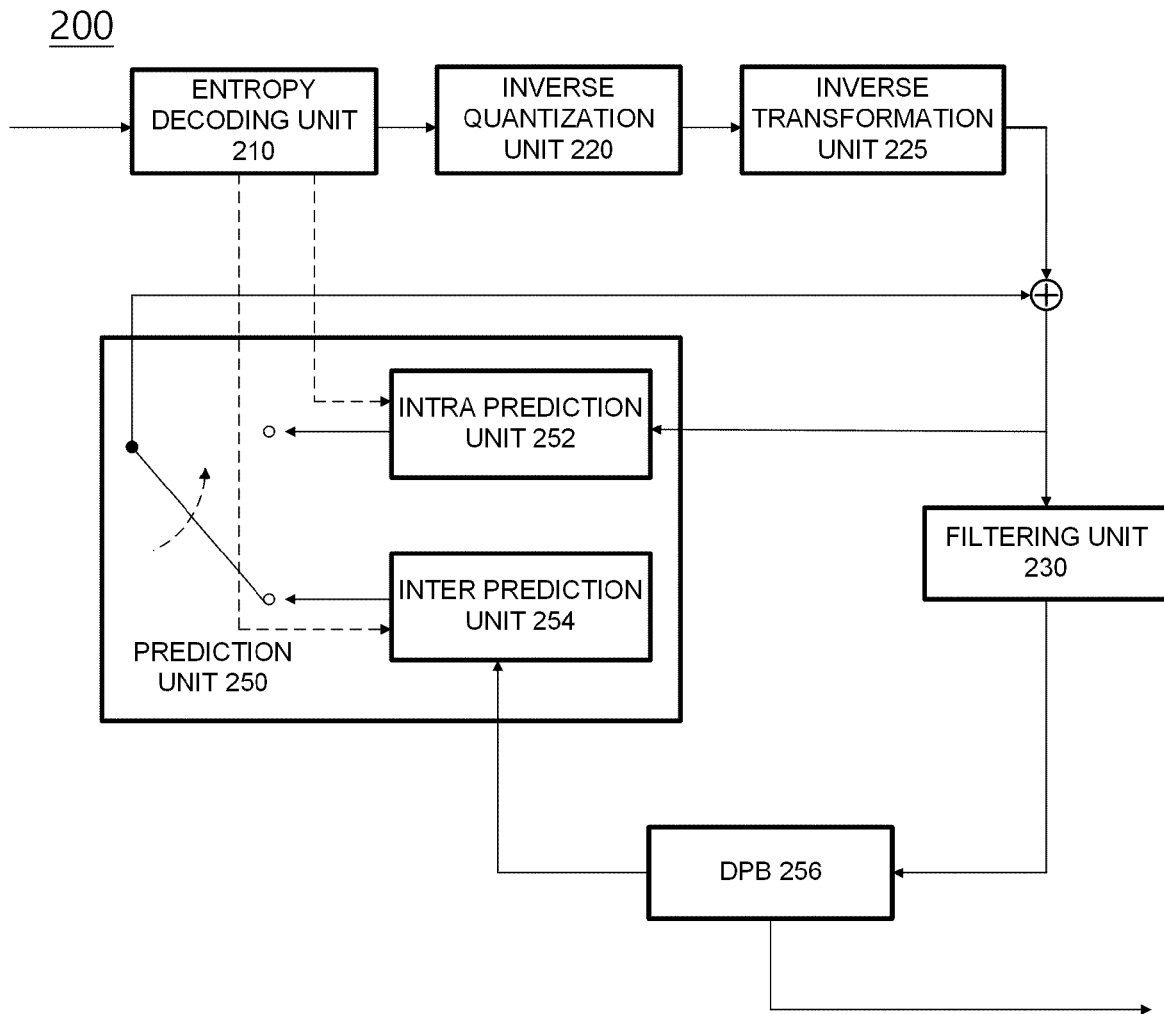 200
ENTROPY
DECODING UNIT
210
INVERSE
QUANTIZATION
UNIT 220
INVERSE
TRANSFORMATION
UNIT 225
INTRA PREDICTION
UNIT 252
INTER PREDICTION
UNIT 254
PREDICTION
UNIT 250
FILTERING UNIT
230
DPB 256